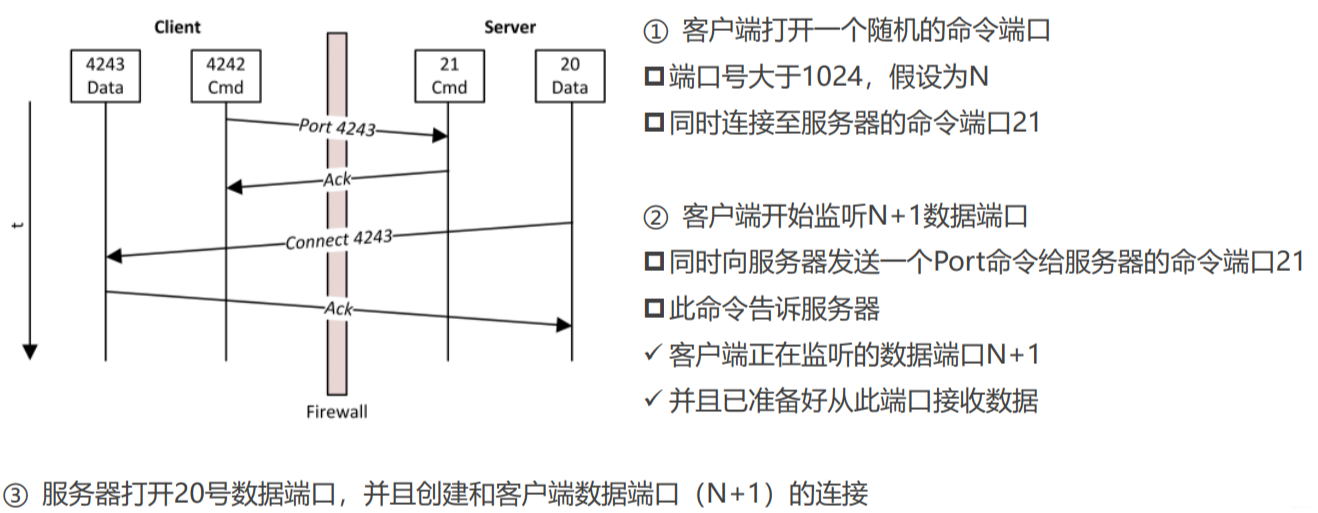 Client
Server
4243
Data
4242
Cmd
21
Cmd
20
Data
Port 4243
Ack
Connect 4243
Ack
t
Firewall
① 客户端打开一个随机的命令端口
端口号大于1024，假设为N
同时连接至服务器的命令端口21
② 客户端开始监听N+1数据端口
同时向服务器发送一个Port命令给服务器的命令端口21
此命令告诉服务器
✓ 客户端正在监听的数据端口N+1
✓ 并且已准备好从此端口接收数据
③ 服务器打开20号数据端口，并且创建和客户端数据端口（N+1）的连接